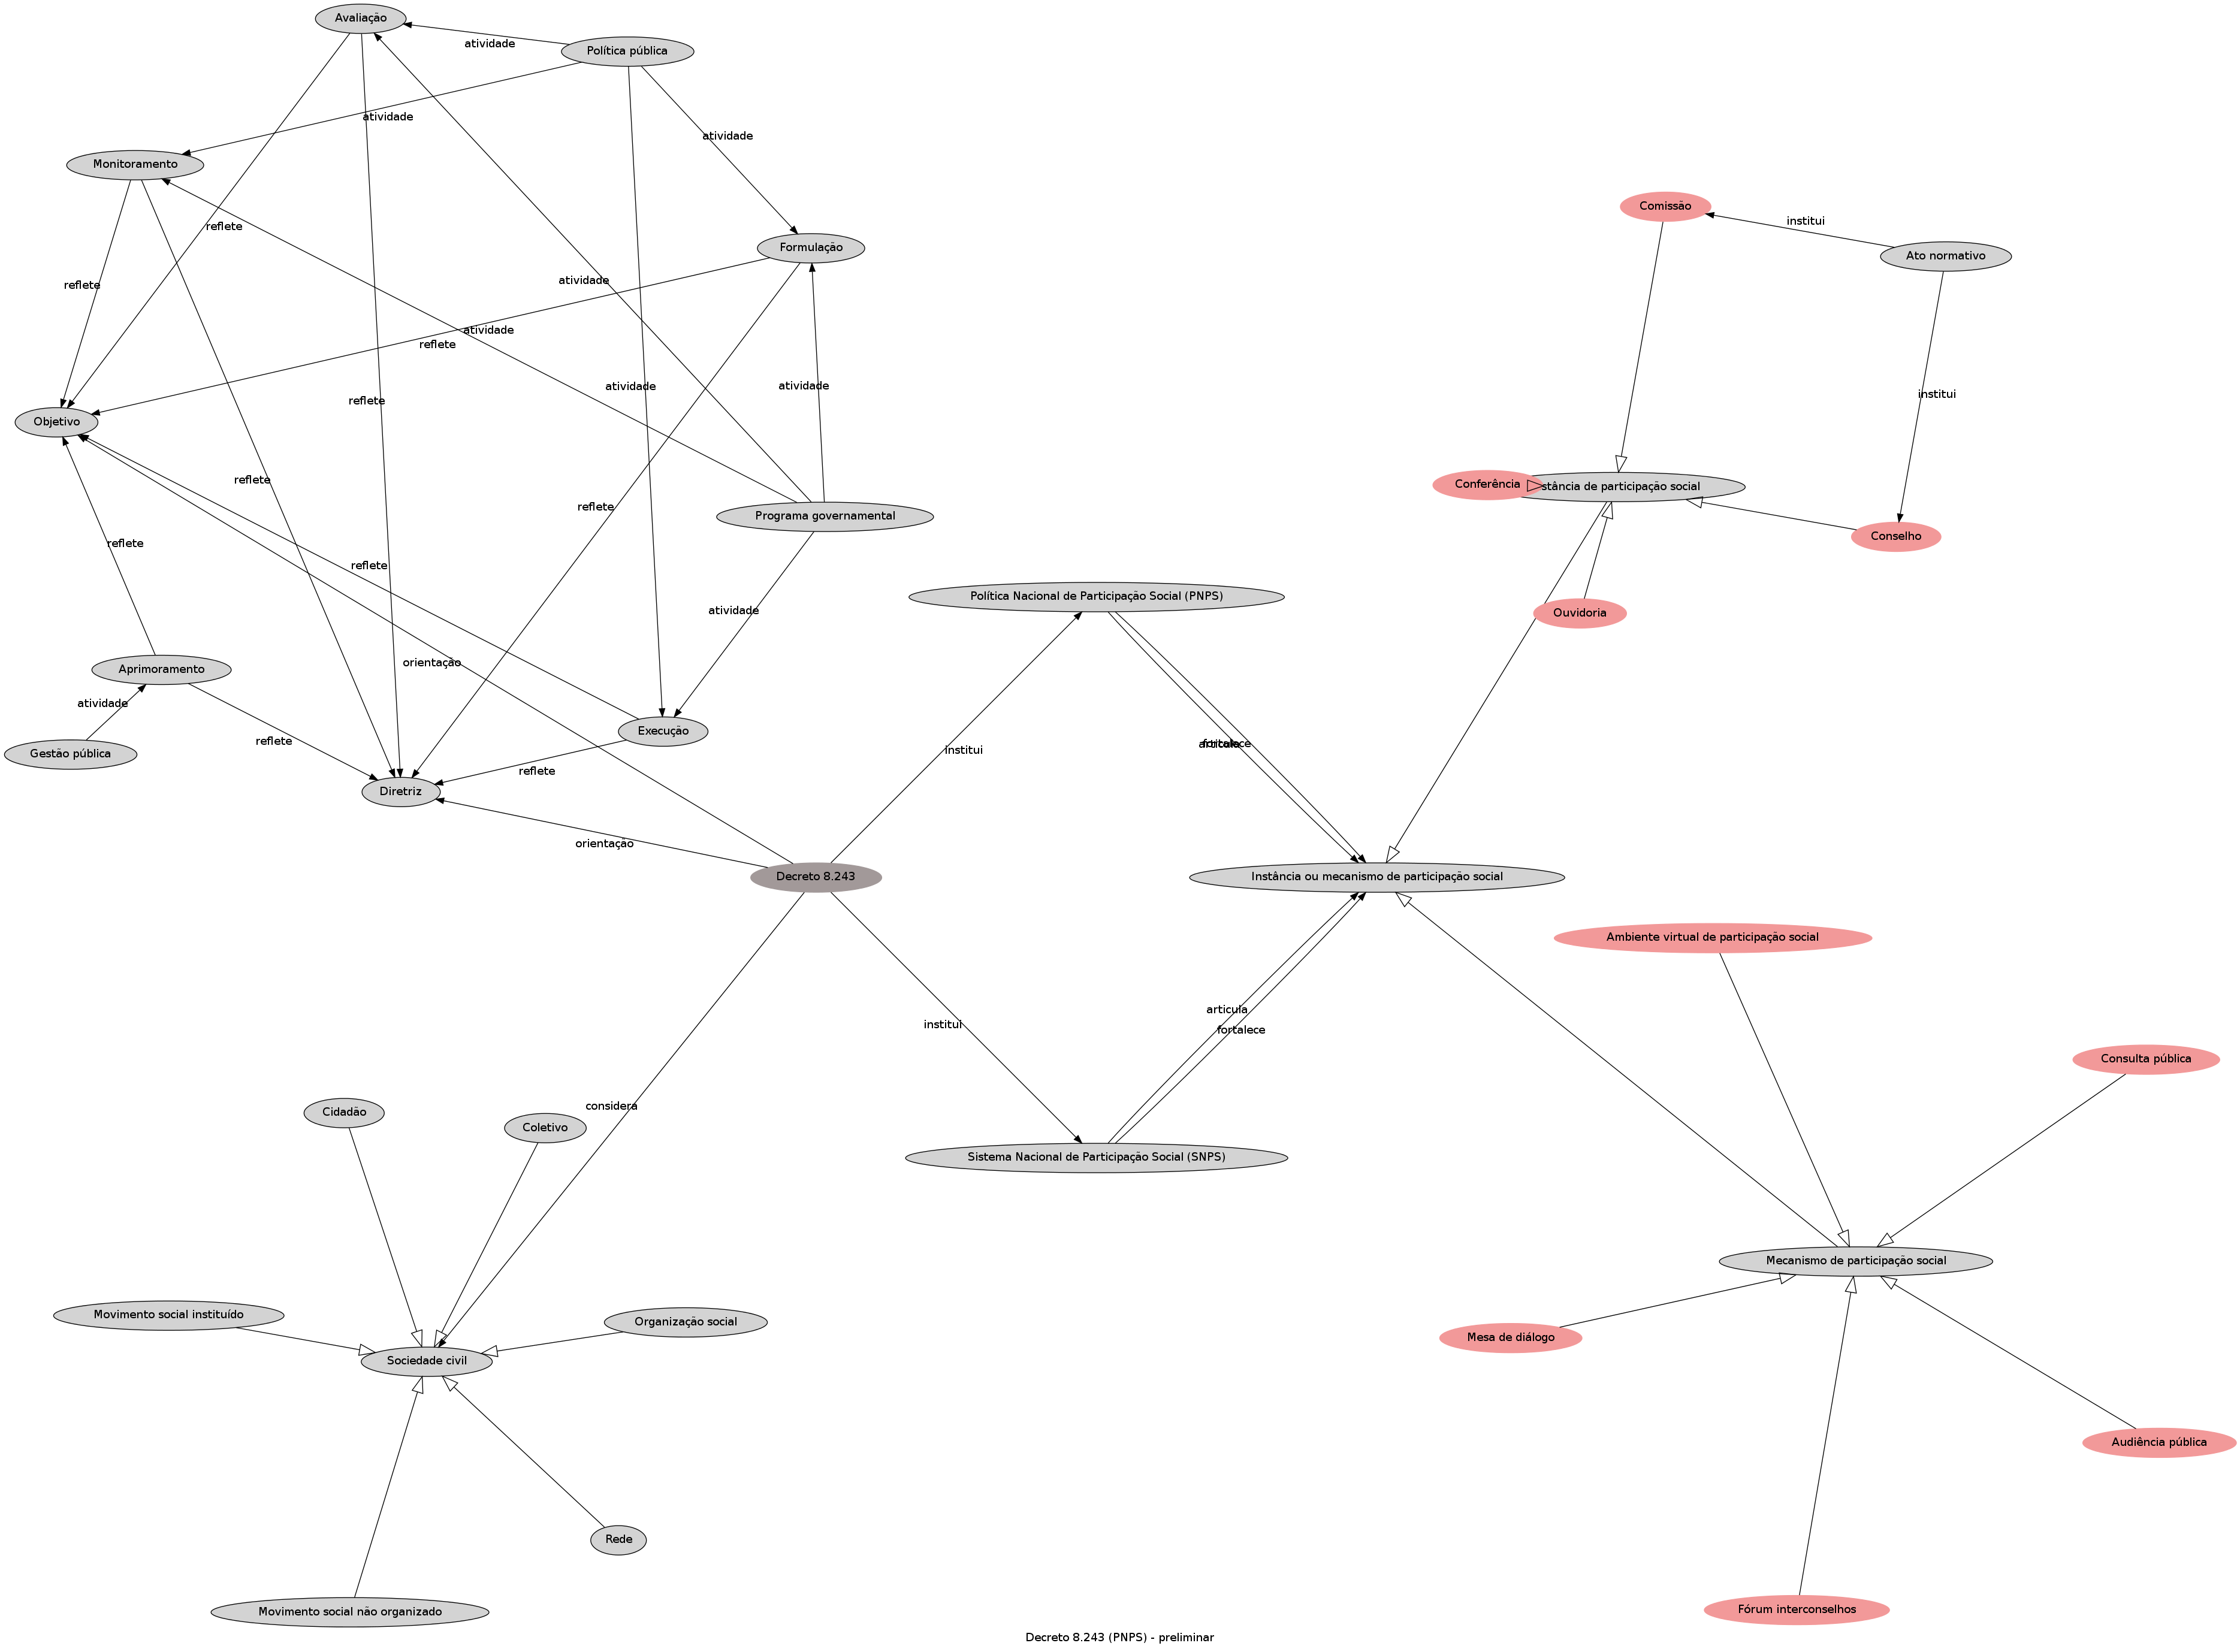 Avaliação
Política pública
atividade
atividade
atividade
Monitoramento
Comissão
institui
reflete
Formulação
Ato normativo
atividade
reflete
atividade
reflete
atividade
atividade
institui
reflete
Objetivo
reflete
Conferência
stância de participação social
reflete
Programa governamental
Conselho
reflete
reflete
Política Nacional de Participação Social (PNPS)
atividade
Ouvidoria
orientação
Aprimoramento
atividade
Execução
reflete
Gestão pública
institui
articula
fortalece
reflete
Diretriz
orientação
Decreto 8.243
Instância ou mecanismo de participação social
Ambiente virtual de participação social
articula
institui
fortalece
Consulta pública
considera
Cidadão
Coletivo
Sistema Nacional de Participação Social (SNPS)
Mecanismo de participação social
Movimento social instituído
Organização social
Mesa de diálogo
Sociedade civil
Audiência pública
Rede
Movimento social não organizado
Fórum interconselhos
Decreto 8.243 (PNPS) - preliminar